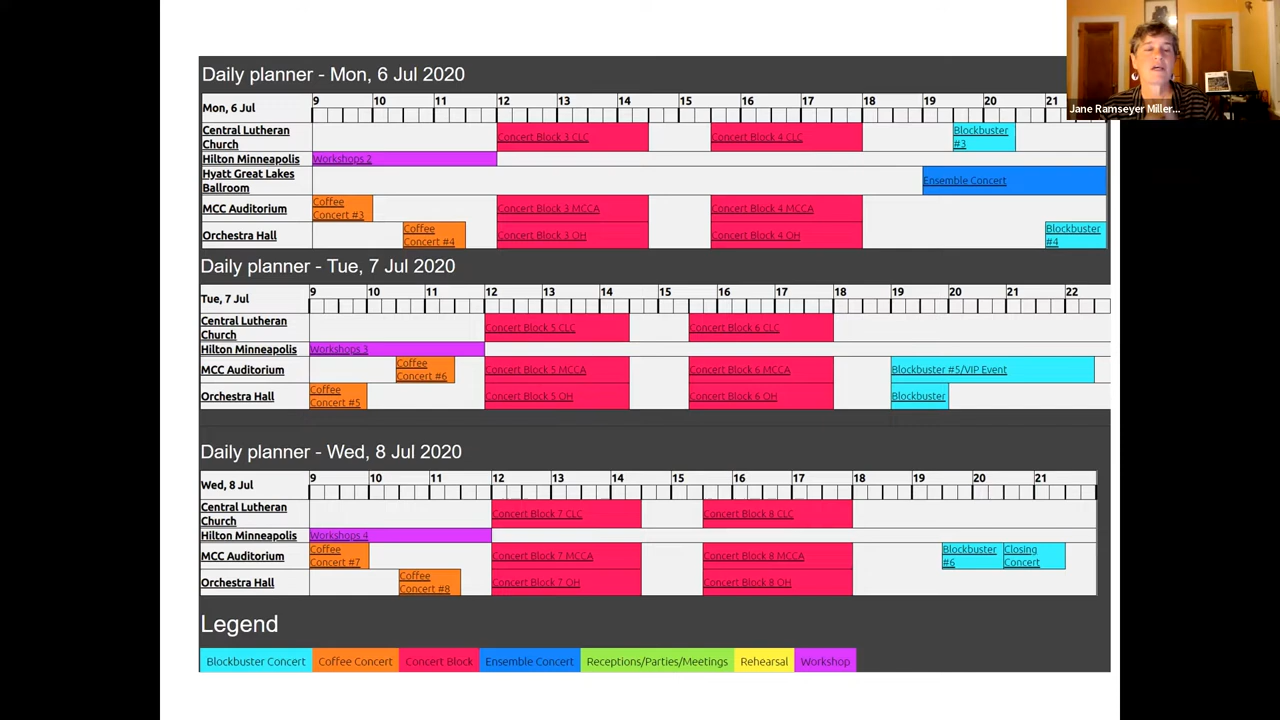 Daily planner - Mon, 6 Jul 2020
Mon, 6 Jul 9 10 11 12 13 14 15 16 17 18 19 20 21
Jane Ramseyer Miller...
Central Lutheran Church Concert Block 3 CLC Concert Block 4 CLC Blockbuster #3
Hilton Minneapolis Workshops 2
Hyatt Great Lakes Ballroom Ensemble Concert
MCC Auditorium Coffee Concert #3 Concert Block 3 MCCA Concert Block 4 MCCA
Orchestra Hall Coffee Concert #4 Concert Block 3 OH Concert Block 4 OH Blockbuster #4
Daily planner - Tue, 7 Jul 2020
Tue, 7 Jul 9 10 11 12 13 14 15 16 17 18 19 20 21 22
Central Lutheran Church Concert Block 5 CLC Concert Block 6 CLC
Hilton Minneapolis Workshops 3
MCC Auditorium Coffee Concert #6 Concert Block 5 MCCA Concert Block 6 MCCA Blockbuster #5/VIP Event
Orchestra Hall Coffee Concert #5 Concert Block 5 OH Concert Block 6 OH Blockbuster
Daily planner - Wed, 8 Jul 2020
Wed, 8 Jul 9 10 11 12 13 14 15 16 17 18 19 20 21
Central Lutheran Church Concert Block 7 CLC Concert Block 8 CLC
Hilton Minneapolis Workshops 4
MCC Auditorium Coffee Concert #7 Concert Block 7 MCCA Concert Block 8 MCCA Blockbuster #6 Closing Concert
Orchestra Hall Coffee Concert #8 Concert Block 7 OH Concert Block 8 OH
Legend
Blockbuster Concert Coffee Concert Concert Block Ensemble Concert Receptions/Parties/Meetings Rehearsal Workshop